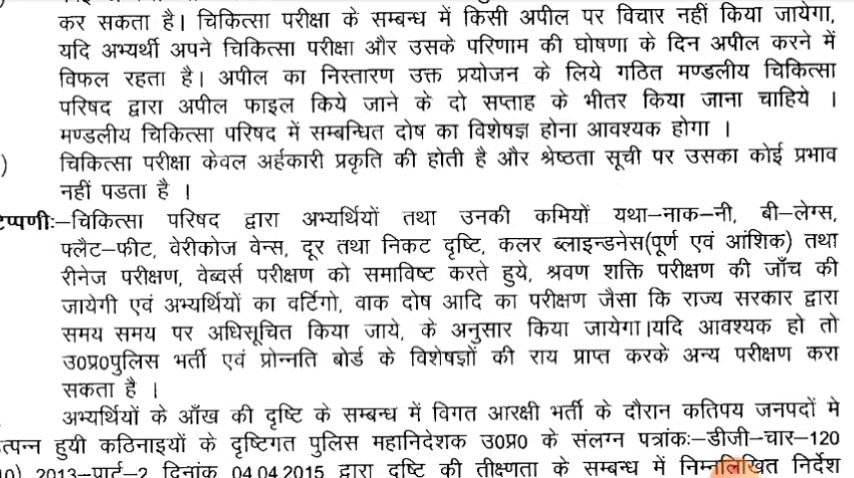 कर सकता है। चिकित्सा परीक्षा के सम्बन्ध में किसी अपील पर विचार नहीं किया जायेगा,
यदि अभ्यर्थी अपने चिकित्सा परीक्षा और उसके परिणाम की घोषणा के दिन अपील करने में
विफल रहता है। अपील का निस्तारण उक्त प्रयोजन के लिये गठित मण्डलीय चिकित्सा
परिषद द्वारा अपील फाइल किये जाने के दो सप्ताह के भीतर किया जाना चाहिये ।
मण्डलीय चिकित्सा परिषद में सम्बन्धित दोष का विशेषज्ञ होना आवश्यक होगा ।
) चिकित्सा परीक्षा केवल अर्हकारी प्रकृति की होती है और श्रेष्ठता सूची पर उसका कोई प्रभाव
नहीं पडता है ।
टिप्पणीः–चिकित्सा परिषद द्वारा अभ्यर्थियों तथा उनकी कमियों यथा–नाक–नी, बी–लेग्स,
फ्लैट–फीट, वेरीकोज वेन्स, दूर तथा निकट दृष्टि, कलर ब्लाइन्डनेस(पूर्ण एवं आंशिक) तथा
रीनेज परीक्षण, वेब्वर्स परीक्षण को समाविष्ट करते हुये, श्रवण शक्ति परीक्षण की जाँच की
जायेगी एवं अभ्यर्थियों का वर्टिगो, वाक दोष आदि का परीक्षण जैसा कि राज्य सरकार द्वारा
समय समय पर अधिसूचित किया जाये, के अनुसार किया जायेगा।यदि आवश्यक हो तो
उ0प्र0पुलिस भर्ती एवं प्रोन्नति बोर्ड के विशेषज्ञों की राय प्राप्त करके अन्य परीक्षण करा
सकता है ।
अभ्यर्थियों के आँख की दृष्टि के सम्बन्ध में विगत आरक्षी भर्ती के दौरान कतिपय जनपदों मे
त्पन्न हुयी कठिनाइयों के दृष्टिगत पुलिस महानिदेशक उ0प्र0 के संलग्न पत्रांकः–डीजी–चार–120
10) 2013–पार्ट–2 दिनांक 04.04.2015 द्वारा दृष्टि की तीक्ष्णता के सम्बन्ध में निम्नलिखित निर्देश